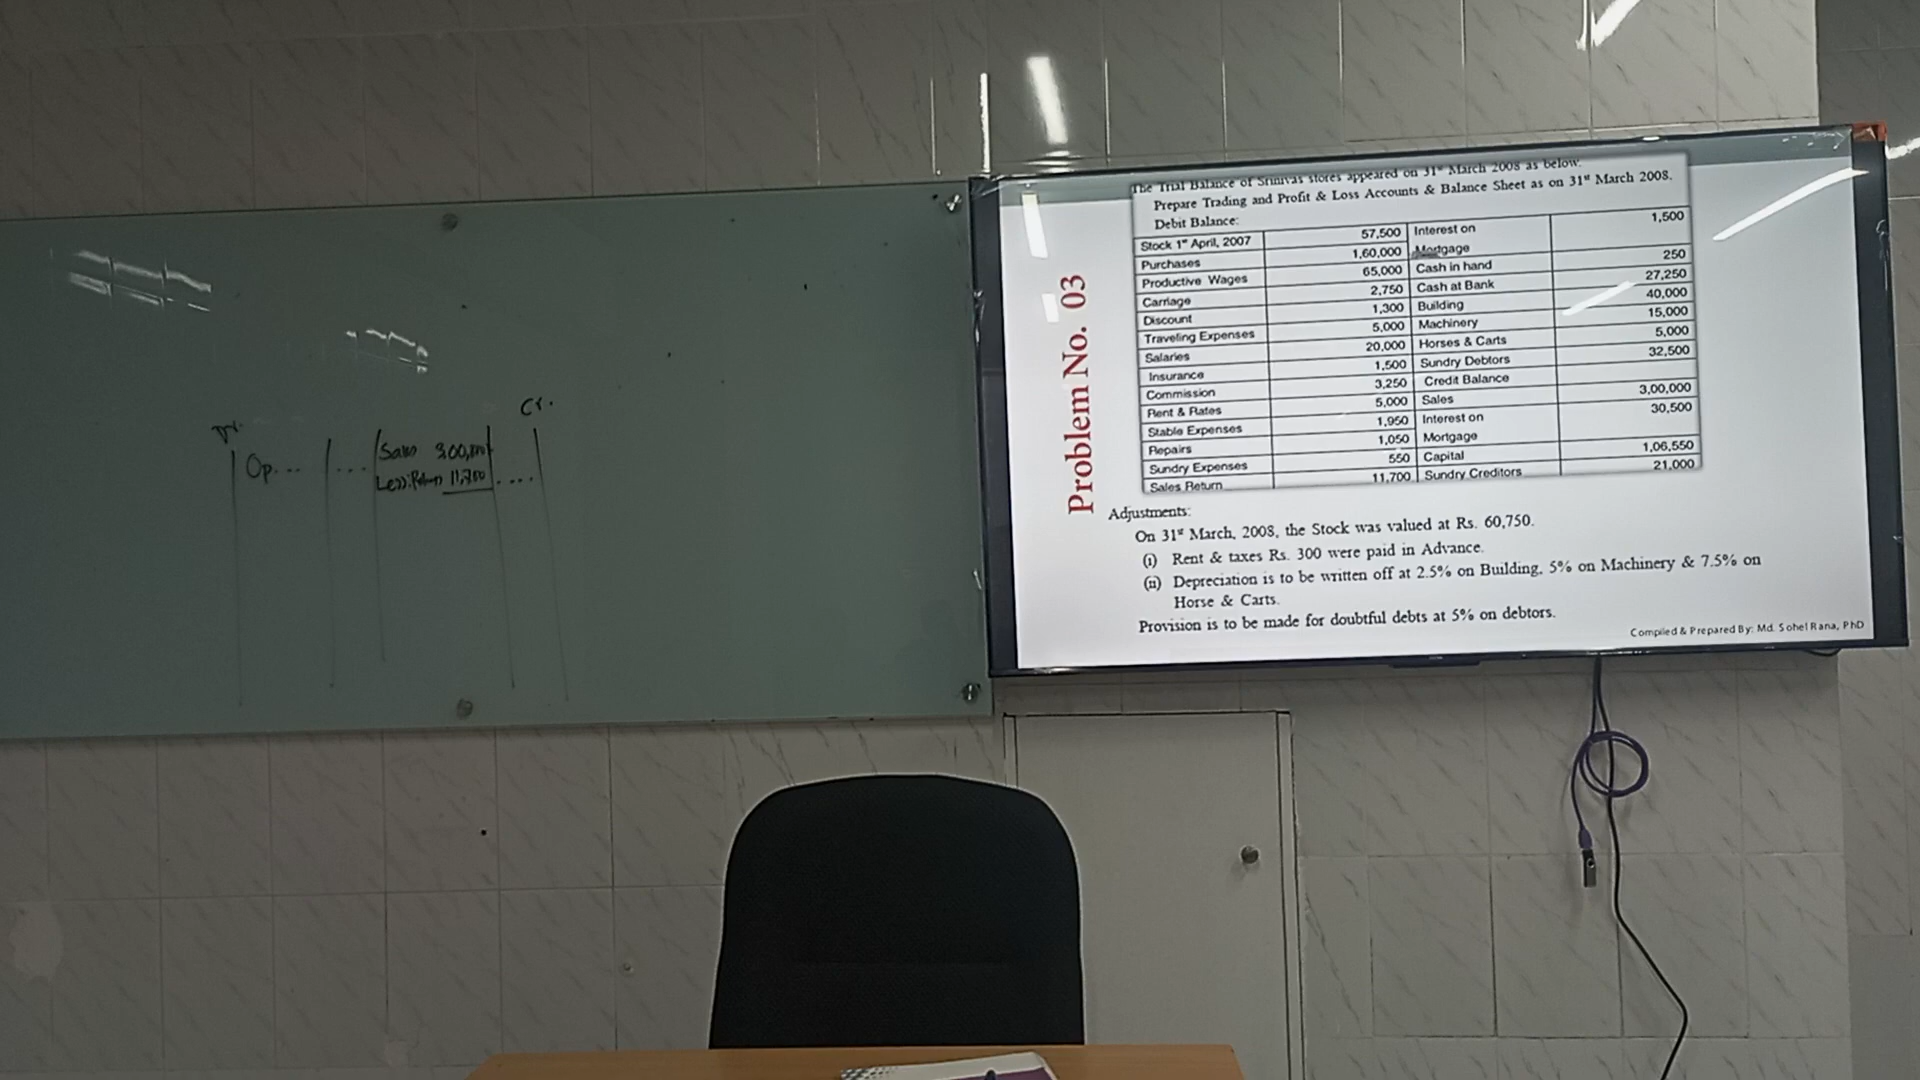 Dr.
Cr.
Op... ... Sales 3,00,000
Less: Return 11,700 ....
Problem No. 03
The Trial Balance of Srinivas stores appeared on 31st March 2008 as below.
Prepare Trading and Profit & Loss Accounts & Balance Sheet as on 31st March 2008.
Debit Balance:
Stock 1st April, 2007 57,500 Interest on Mortgage 1,500
Purchases 1,60,000 Cash in hand 250
Productive Wages 65,000 Cash at Bank 27,250
Carriage 2,750 Building 40,000
Discount 1,300 Machinery 15,000
Traveling Expenses 5,000 Horses & Carts 5,000
Salaries 20,000 Sundry Debtors 32,500
Insurance 1,500 Credit Balance
Commission 3,250 Sales 3,00,000
Rent & Rates 5,000 Interest on Mortgage 30,500
Stable Expenses 1,950
Repairs 1,050 Capital 1,06,550
Sundry Expenses 550 Sundry Creditors 21,000
Sales Return 11,700
Adjustments:
On 31st March, 2008, the Stock was valued at Rs. 60,750.
(i) Rent & taxes Rs. 300 were paid in Advance.
(ii) Depreciation is to be written off at 2.5% on Building, 5% on Machinery & 7.5% on
Horse & Carts.
Provision is to be made for doubtful debts at 5% on debtors.
Compiled & Prepared By: Md. Sohel Rana, PhD